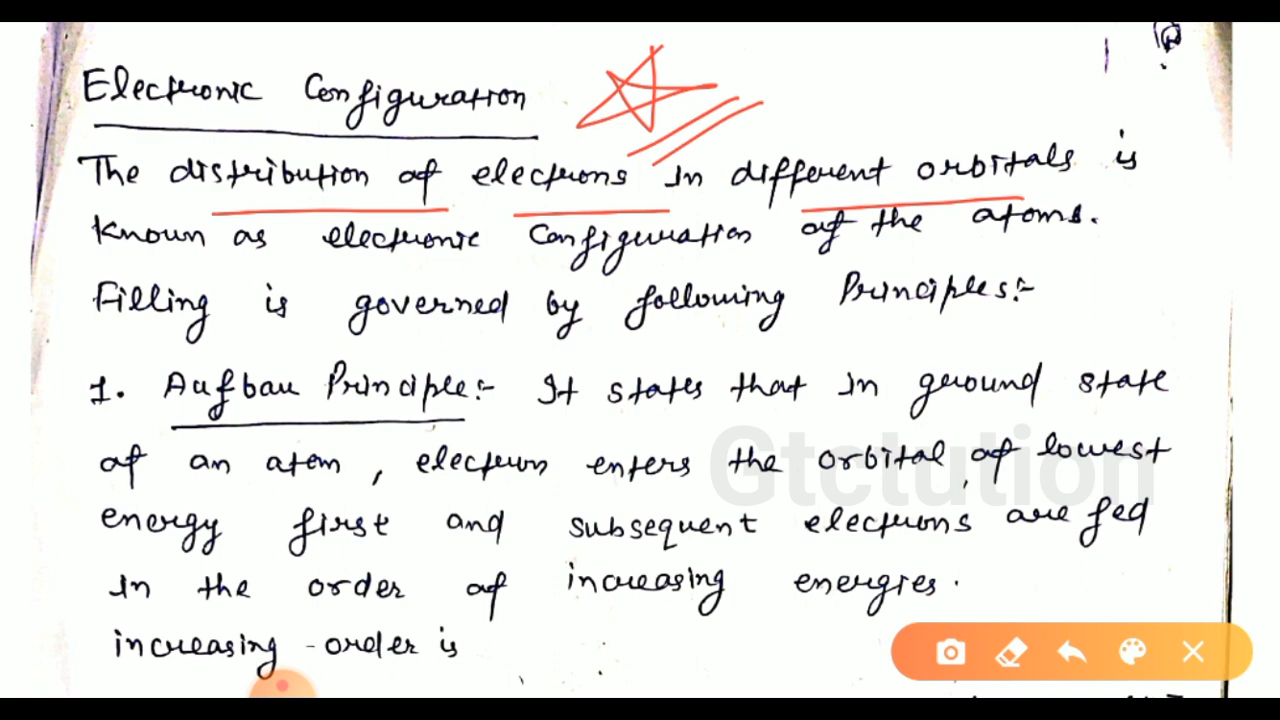 Electronic Configuration
The distribution of electrons in different orbitals is
known as electronic configuration of the atoms.
Filling is governed by following Principles:-
1. Aufbau Principle:- It states that in ground state
of an atom, electron enters the orbital of lowest
energy first and subsequent electrons are fed
in the order of increasing energies.
increasing order is
Gtctution